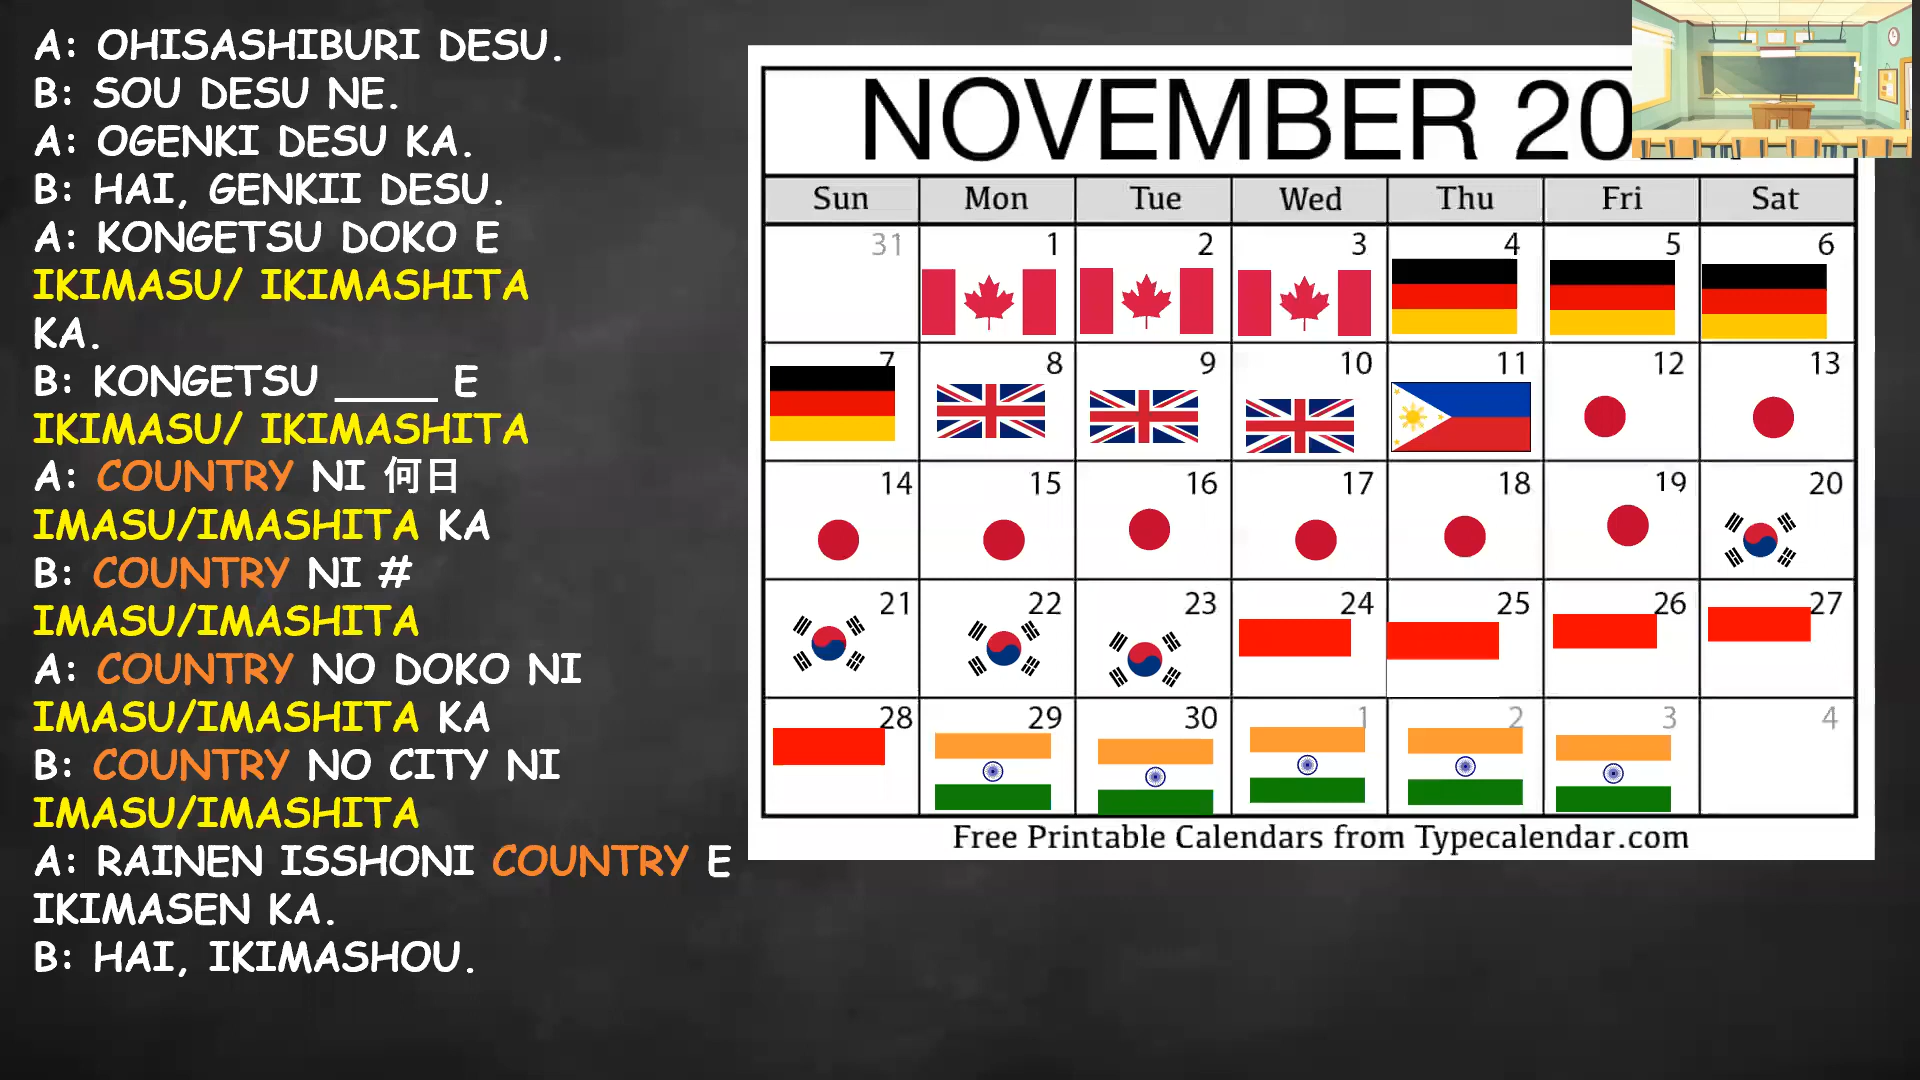 A: OHISASHIBURI DESU.
B: SOU DESU NE.
A: OGENKI DESU KA.
B: HAI, GENKII DESU.
A: KONGETSU DOKO E
IKIMASU/ IKIMASHITA
KA.
B: KONGETSU ____ E
IKIMASU/ IKIMASHITA
A: COUNTRY NI 何日
IMASU/IMASHITA KA
B: COUNTRY NI #
IMASU/IMASHITA
A: COUNTRY NO DOKO NI
IMASU/IMASHITA KA
B: COUNTRY NO CITY NI
IMASU/IMASHITA
A: RAINEN ISSHONI COUNTRY E
IKIMASEN KA.
B: HAI, IKIMASHOU.
NOVEMBER 20
Sun Mon Tue Wed Thu Fri Sat
31 1 2 3 4 5 6
7 8 9 10 11 12 13
14 15 16 17 18 19 20
21 22 23 24 25 26 27
28 29 30 1 2 3 4
Free Printable Calendars from Typecalendar.com